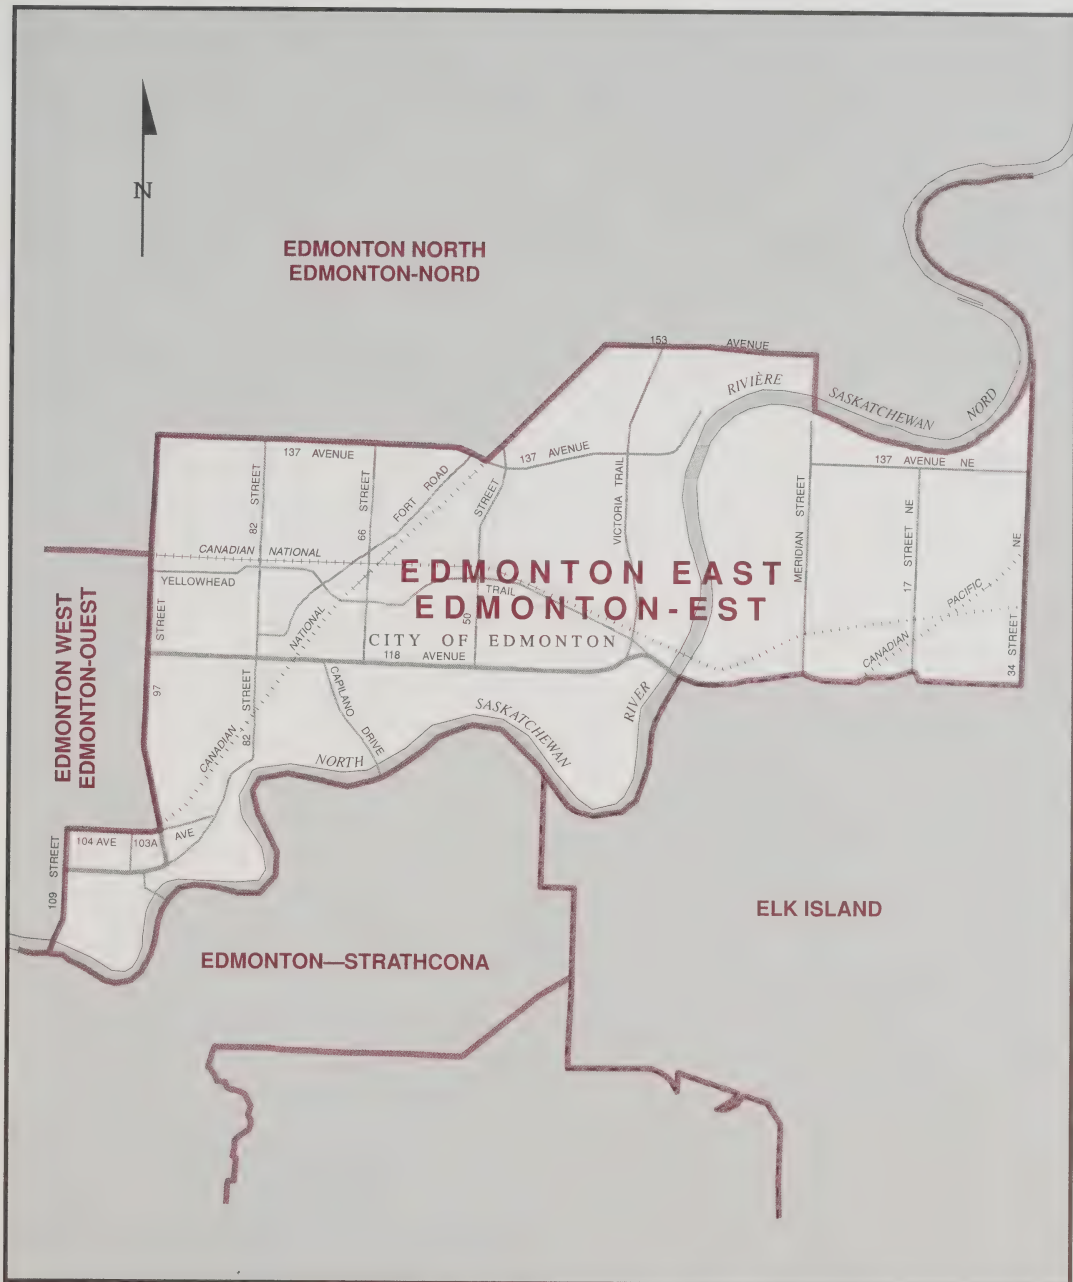 N
EDMONTON NORTH
EDMONTON-NORD
153 AVENUE
RIVIÈRE SASKATCHEWAN NORD
137 AVENUE
137 AVENUE
137 AVENUE NE
82 STREET
66 STREET
FORT ROAD
STREET
VICTORIA TRAIL
MERIDIAN STREET
17 STREET NE
NE
CANADIAN NATIONAL
YELLOWHEAD
TRAIL
EDMONTON EAST
EDMONTON-EST
CANADIAN PACIFIC
34 STREET
NATIONAL
50
CITY OF EDMONTON
118 AVENUE
STREET
97
EDMONTON WEST
EDMONTON-OUEST
82 STREET
CANADIAN
CAPILANO DRIVE
NORTH SASKATCHEWAN RIVER
104 AVE
103A AVE
109 STREET
ELK ISLAND
EDMONTON—STRATHCONA